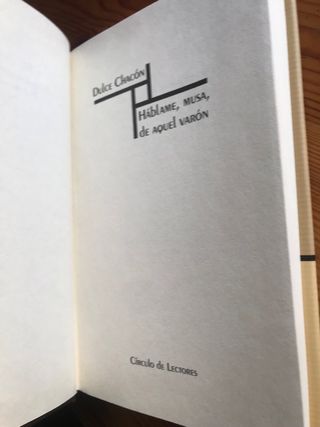 Dulce Chacón
Háblame, musa,
de aquel varón
Círculo de Lectores